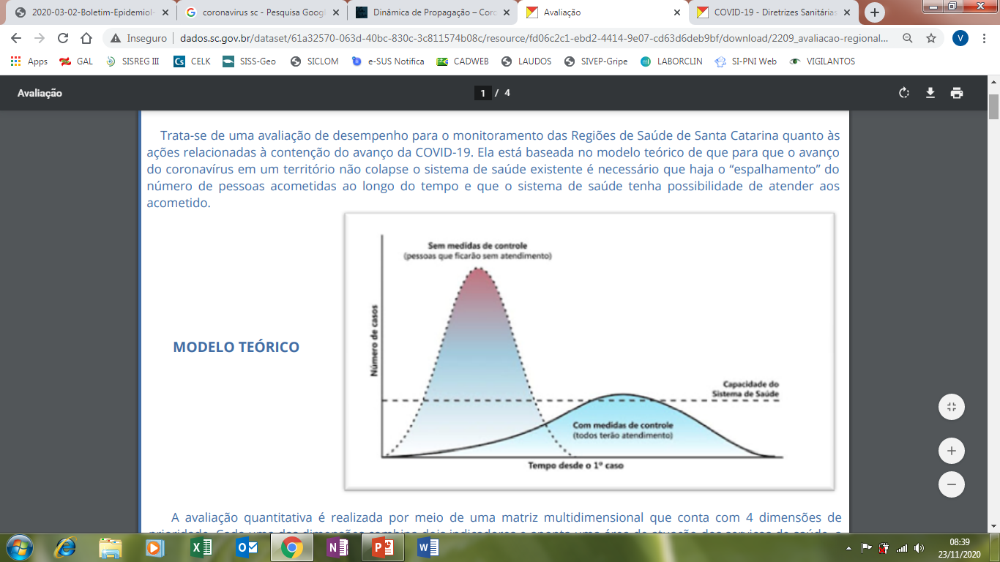 2020-03-02-Boletim-Epidemiol-
coronavirus sc - Pesquisa Googl
Dinâmica de Propagação – Coro
Avaliação
COVID-19 - Diretrizes Sanitárias
Inseguro | dados.sc.gov.br/dataset/61a32570-063d-40bc-830c-3c811574b08c/resource/fd06c2c1-ebd2-4414-9e07-cd63d6deb9bf/download/2209_avaliacao-regional...
V
Apps GAL SISREG III CELK SISS-Geo SICLOM e-SUS Notifica CADWEB LAUDOS SIVEP-Gripe LABORCLIN SI-PNI Web VIGILANTOS
Avaliação 1 / 4
Trata-se de uma avaliação de desempenho para o monitoramento das Regiões de Saúde de Santa Catarina quanto às
ações relacionadas à contenção do avanço da COVID-19. Ela está baseada no modelo teórico de que para que o avanço
do coronavírus em um território não colapse o sistema de saúde existente é necessário que haja o “espalhamento” do
número de pessoas acometidas ao longo do tempo e que o sistema de saúde tenha possibilidade de atender aos
acometido.
MODELO TEÓRICO
Sem medidas de controle
(pessoas que ficarão sem atendimento)
Número de casos
Capacidade do
Sistema de Saúde
Com medidas de controle
(todos terão atendimento)
Tempo desde o 1º caso
A avaliação quantitativa é realizada por meio de uma matriz multidimensional que conta com 4 dimensões de
08:39
23/11/2020